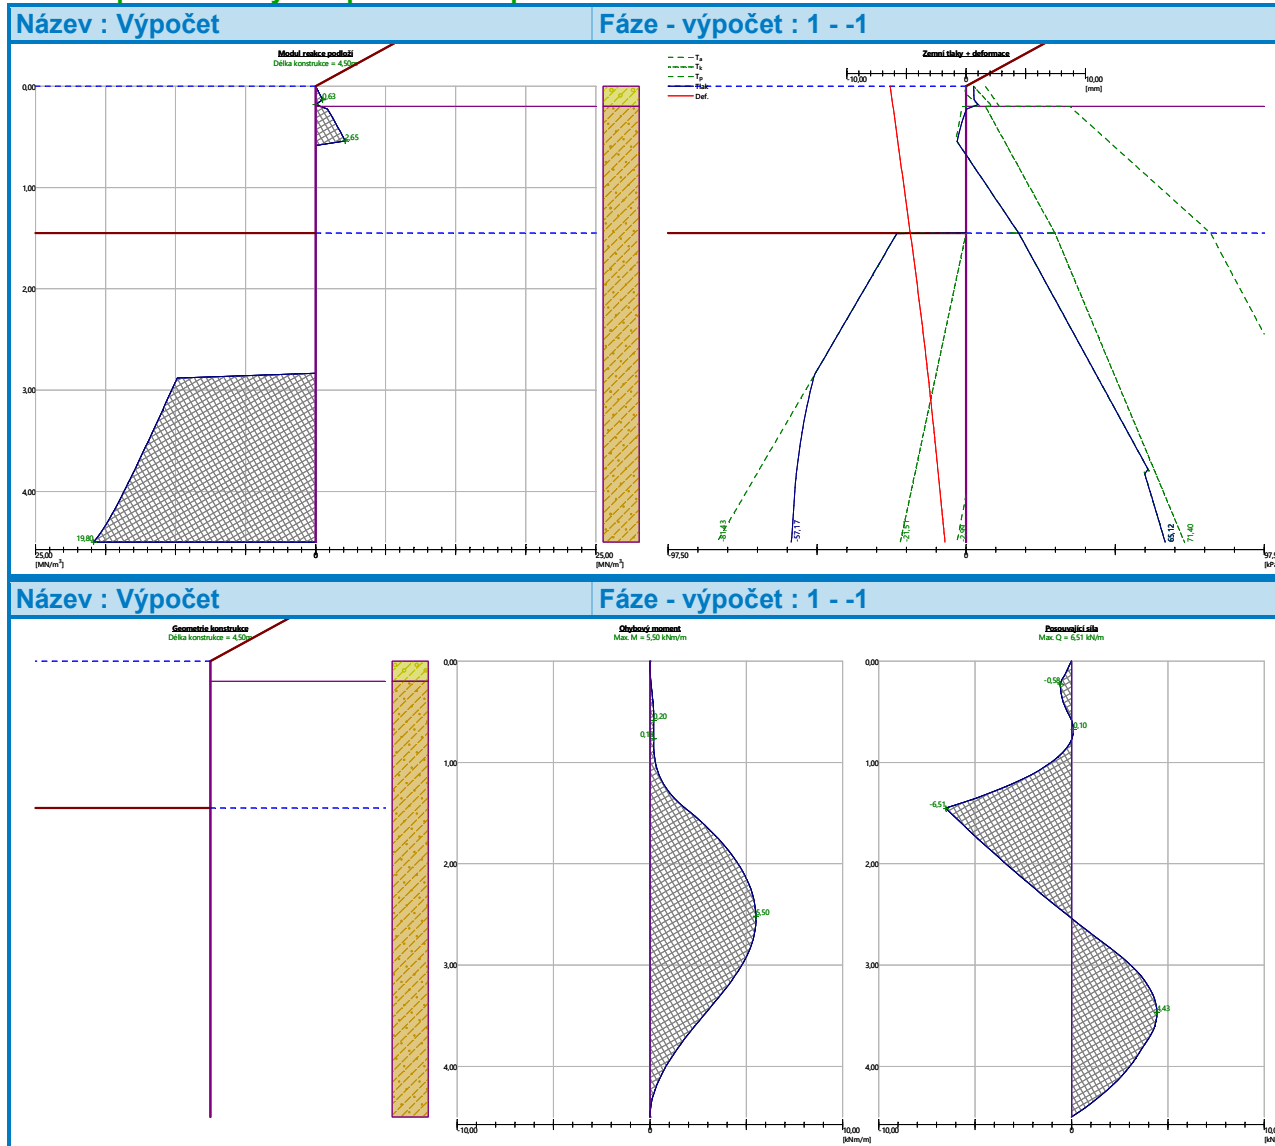 Název : Výpočet
Fáze - výpočet : 1 - -1
Modul reakce podloží
Délka konstrukce = 4,50m
0,00
1,00
2,00
3,00
4,00
0,63
2,65
19,80
25,00
0
25,00
[MN/m³]
[MN/m³]
Zemní tlaky + deformace
Ta
Tk
Tp
Tlak
Def.
-10,00
0
10,00
[mm]
-81,43
-57,17
-21,51
65,12
71,40
-97,50
0
Název : Výpočet
Fáze - výpočet : 1 - -1
Geometrie konstrukce
Délka konstrukce = 4,50m
Ohybový moment
Max. M = 5,50 kNm/m
0,00
1,00
2,00
3,00
4,00
0,20
5,50
-10,00
0
10,00
[kNm/m]
Posouvající síla
Max. Q = 6,51 kN/m
0,00
1,00
2,00
3,00
4,00
-0,58
0,10
-6,51
4,43
-10,00
0